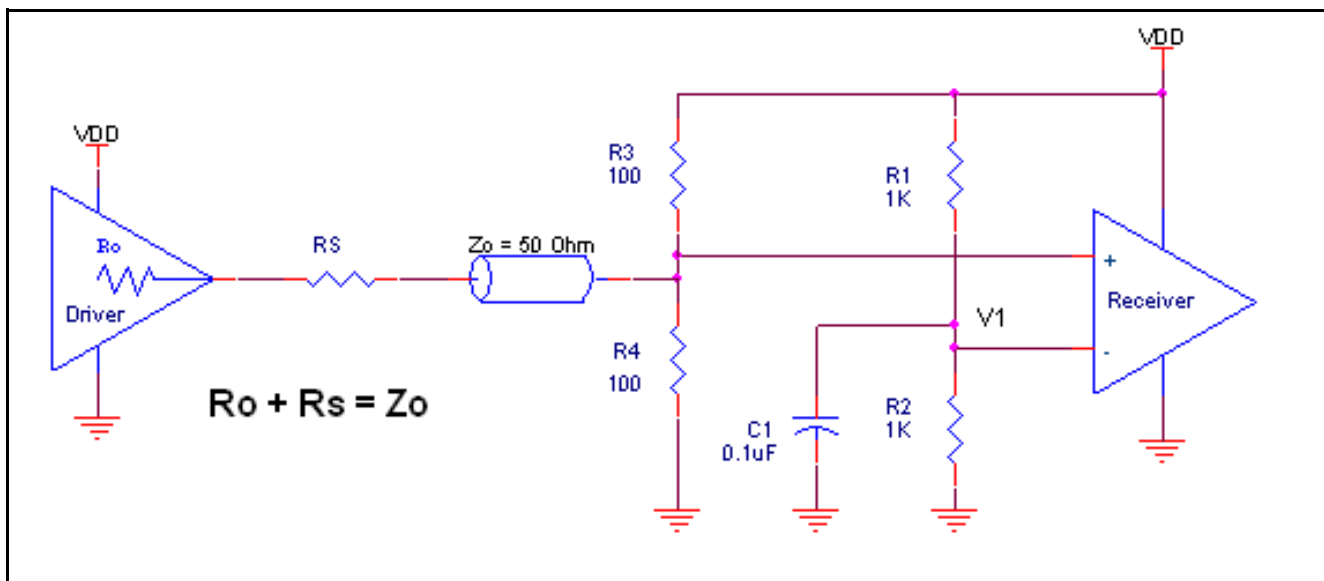 VDD
VDD
R3
100
R1
1K
Ro
RS
Zo = 50 Ohm
+
Driver
Receiver
V1
-
R4
100
Ro + Rs = Zo
R2
1K
C1
0.1uF